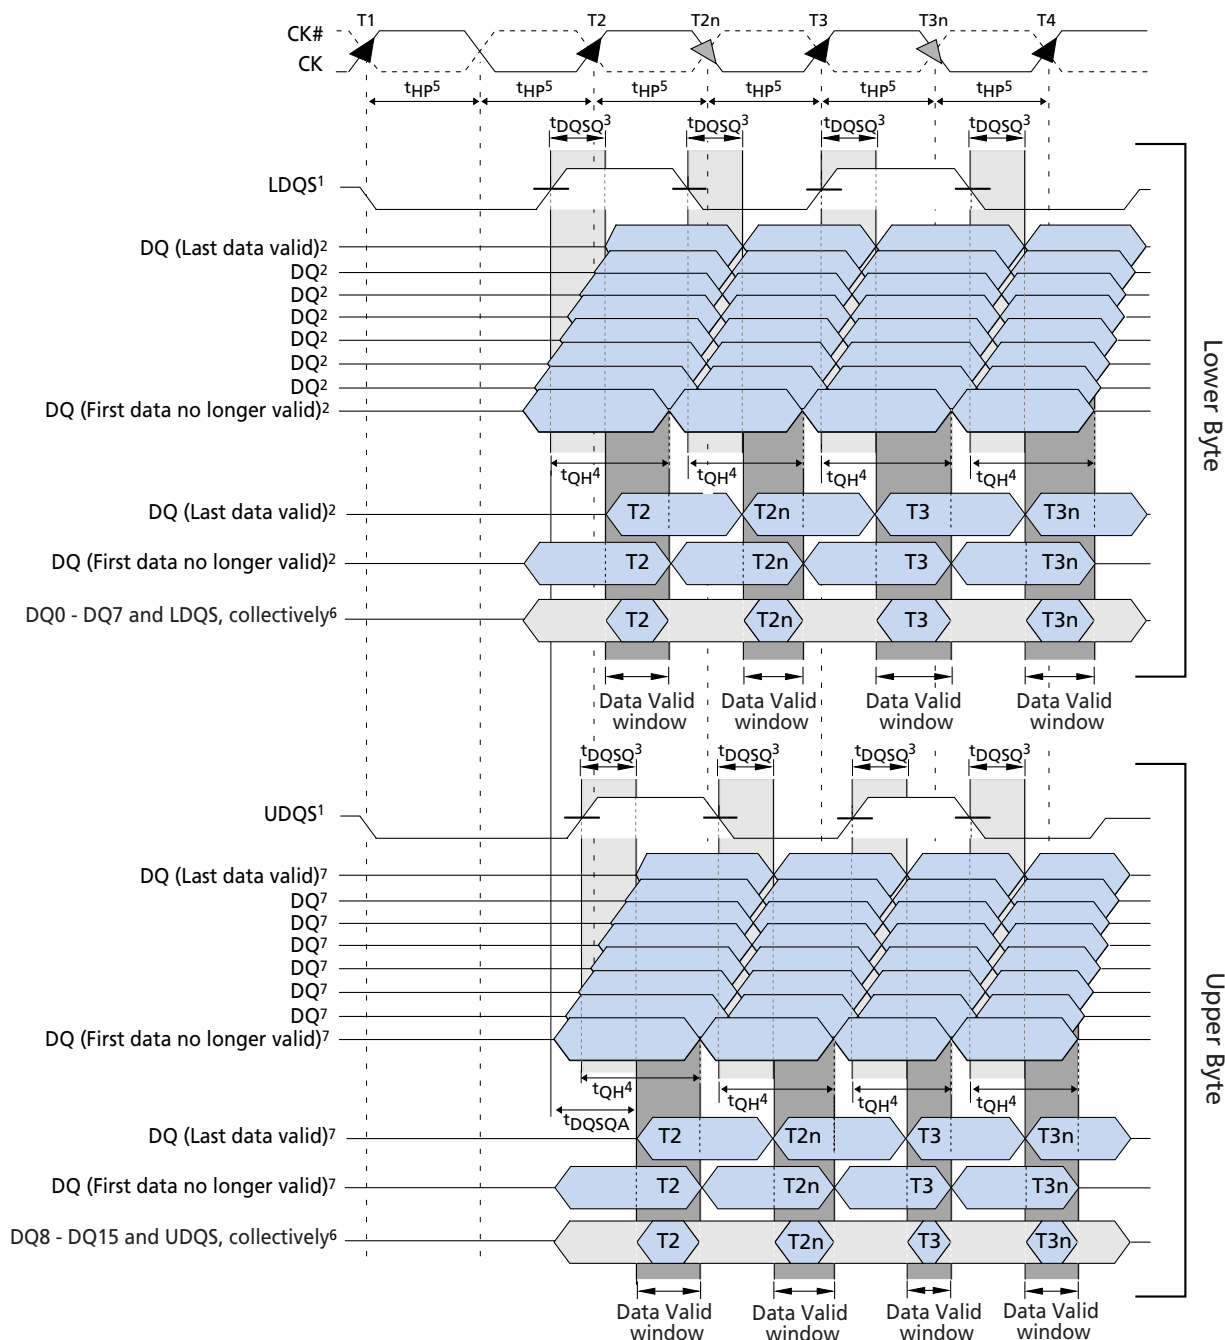 T1 T2 T2n T3 T3n T4
CK#
CK
tHP5 tHP5 tHP5 tHP5 tHP5 tHP5
tDQSQ3 tDQSQ3 tDQSQ3 tDQSQ3
LDQS1
DQ (Last data valid)2
DQ2
DQ2
DQ2
DQ2
DQ2
DQ2
DQ (First data no longer valid)2
Lower Byte
tQH4 tQH4 tQH4 tQH4
DQ (Last data valid)2 T2 T2n T3 T3n
DQ (First data no longer valid)2 T2 T2n T3 T3n
DQ0 - DQ7 and LDQS, collectively6 T2 T2n T3 T3n
Data Valid window Data Valid window Data Valid window Data Valid window
tDQSQ3 tDQSQ3 tDQSQ3 tDQSQ3
UDQS1
DQ (Last data valid)7
DQ7
DQ7
DQ7
DQ7
DQ7
DQ7
DQ (First data no longer valid)7
Upper Byte
tQH4 tQH4 tQH4 tQH4
tDQSQA
DQ (Last data valid)7 T2 T2n T3 T3n
DQ (First data no longer valid)7 T2 T2n T3 T3n
DQ8 - DQ15 and UDQS, collectively6 T2 T2n T3 T3n
Data Valid window Data Valid window Data Valid window Data Valid window